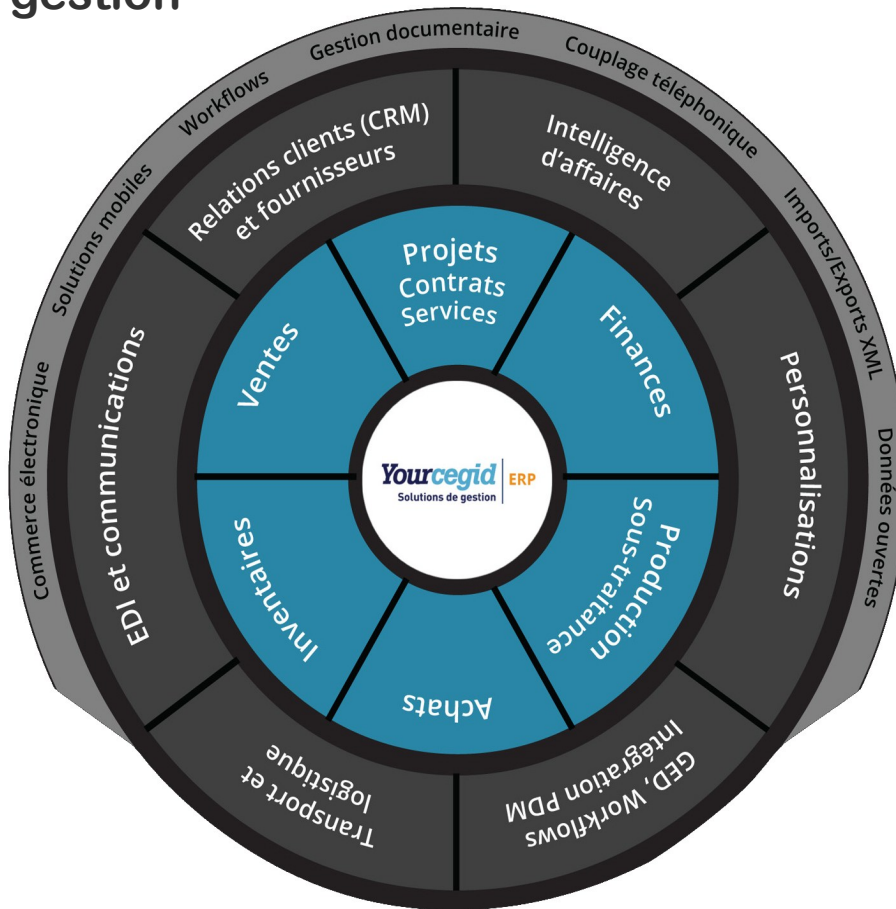 gestion
Commerce électronique
Solutions mobiles
Workflows
Gestion documentaire
Couplage téléphonique
Imports/Exports XML
Données ouvertes
Relations clients (CRM)
et fournisseurs
Intelligence
d'affaires
Personnalisations
GED, Workflows
Intégration PDM
Transport et
logistique
EDI et communications
Projets
Contrats
Services
Finances
Production
Sous-traitance
Achats
Inventaires
Ventes
Yourcegid
Solutions de gestion
ERP